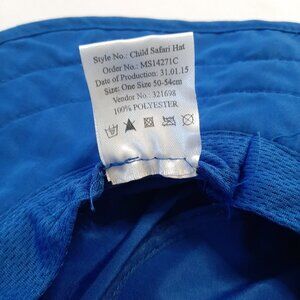 Style No.: Child Safari Hat
Order No.: MS14271C
Date of Production: 31.01.15
Size: One Size 50-54cm
Vendor No.: 321698
100% POLYESTER